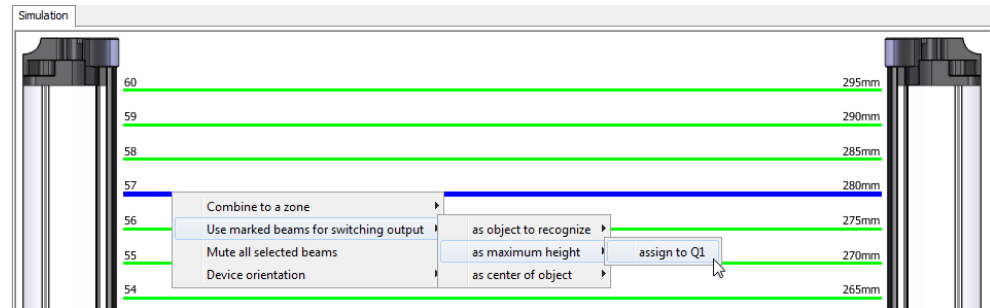 Simulation
60 295mm
59 290mm
58 285mm
57 280mm
Combine to a zone
56 275mm
Use marked beams for switching output as object to recognize
55 270mm
Mute all selected beams as maximum height assign to Q1
Device orientation as center of object
54 265mm